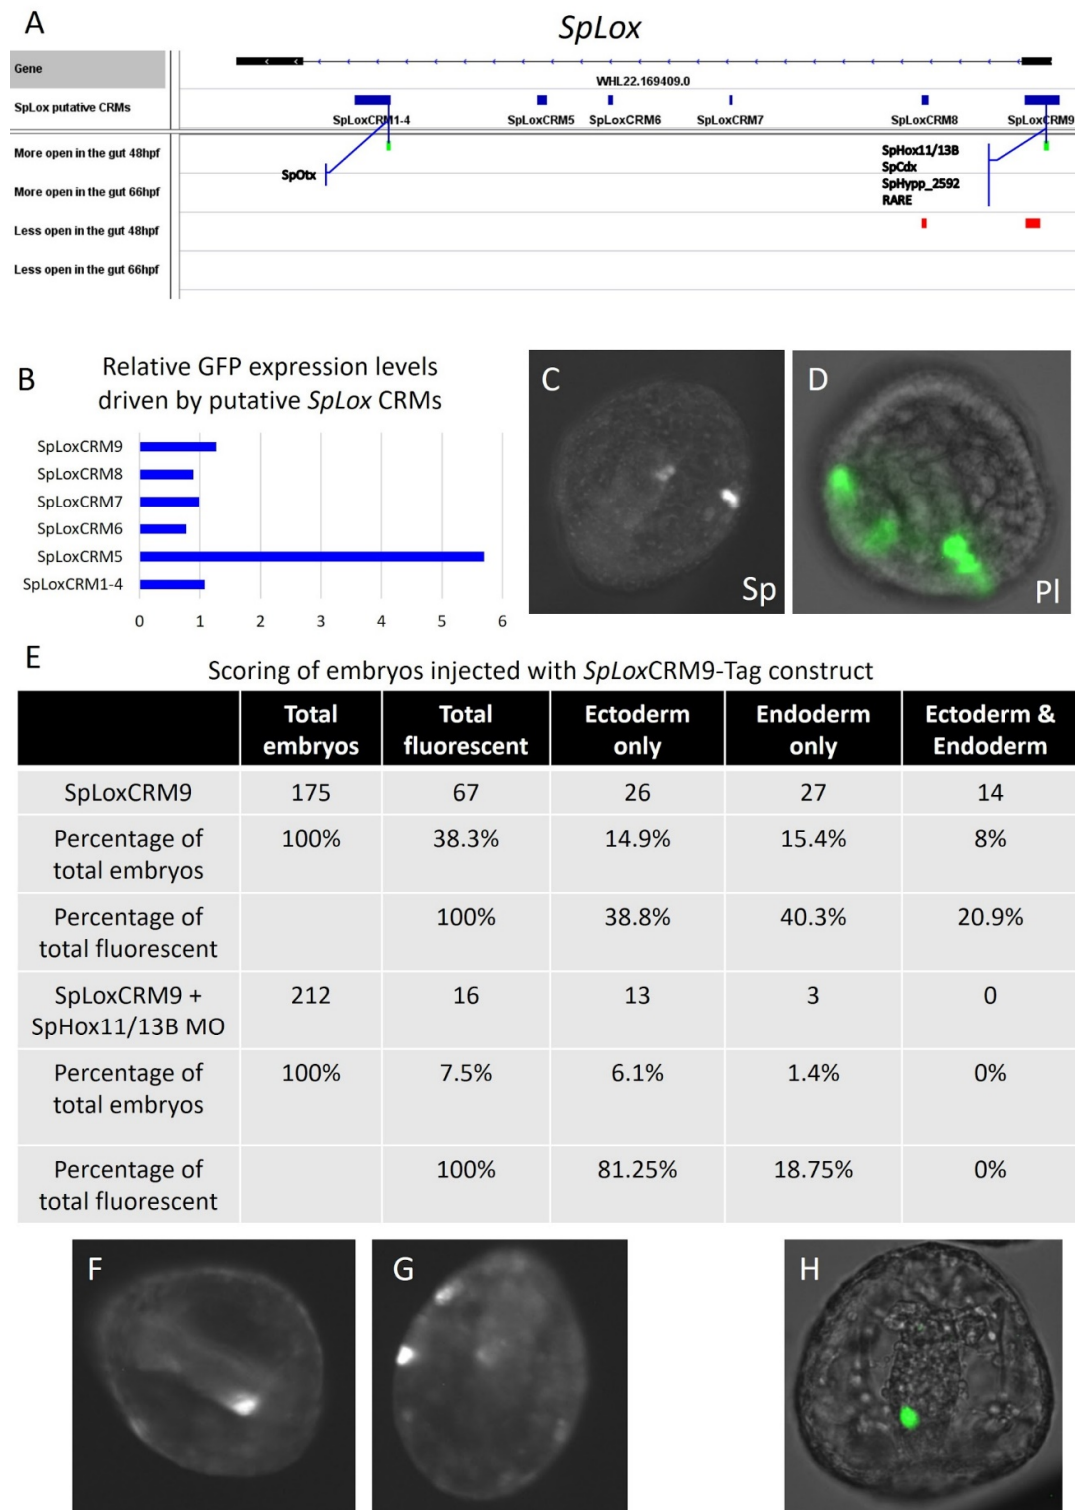 A
SpLox
Gene
WHL22.169409.0
SpLox putative CRMs
SpLoxCRM1-4 SpLoxCRM5 SpLoxCRM6 SpLoxCRM7 SpLoxCRM8 SpLoxCRM9
More open in the gut 48hpf
SpOtx
SpHox11/13B
SpCdx
SpHypp_2592
RARE
More open in the gut 66hpf
Less open in the gut 48hpf
Less open in the gut 66hpf
B
Relative GFP expression levels
driven by putative SpLox CRMs
SpLoxCRM9
SpLoxCRM8
SpLoxCRM7
SpLoxCRM6
SpLoxCRM5
SpLoxCRM1-4
0 1 2 3 4 5 6
C
Sp
D
Pl
E
Scoring of embryos injected with SpLoxCRM9-Tag construct
Total embryos Total fluorescent Ectoderm only Endoderm only Ectoderm & Endoderm
SpLoxCRM9 175 67 26 27 14
Percentage of total embryos 100% 38.3% 14.9% 15.4% 8%
Percentage of total fluorescent 100% 38.8% 40.3% 20.9%
SpLoxCRM9 + SpHox11/13B MO 212 16 13 3 0
Percentage of total embryos 100% 7.5% 6.1% 1.4% 0%
Percentage of total fluorescent 100% 81.25% 18.75% 0%
F
G
H